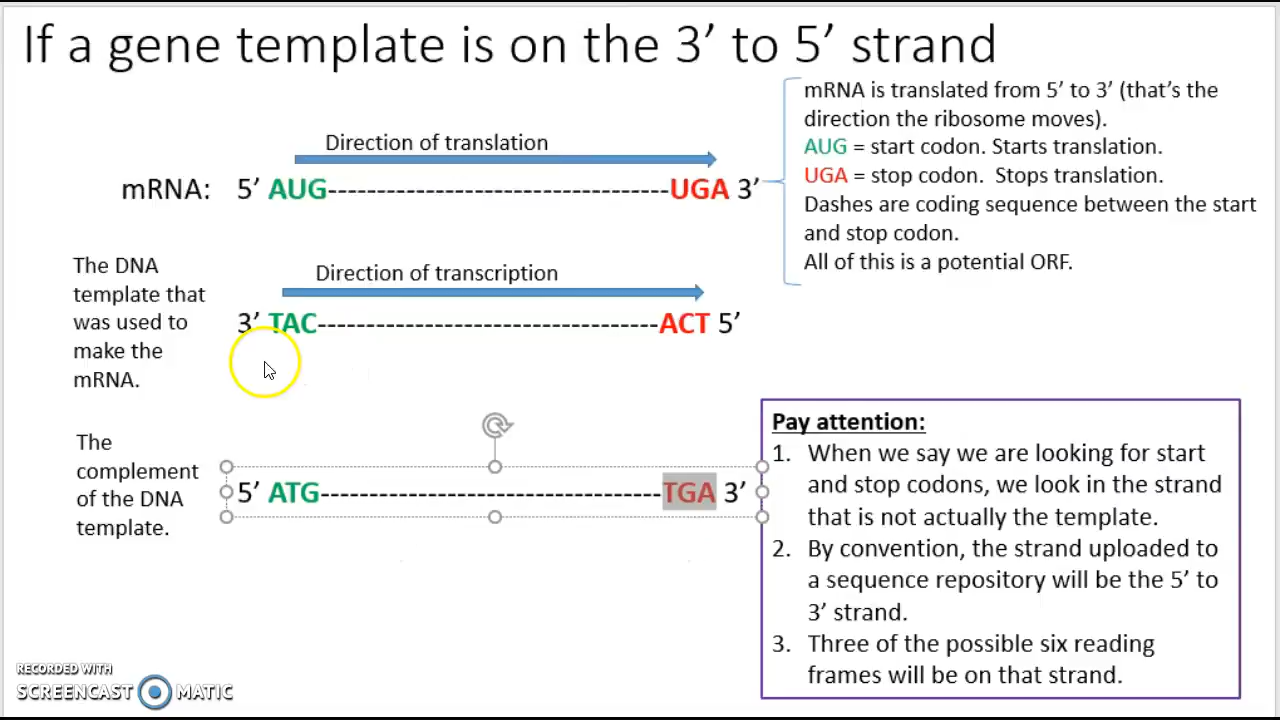 If a gene template is on the 3’ to 5’ strand
mRNA is translated from 5’ to 3’ (that’s the
direction the ribosome moves).
AUG = start codon. Starts translation.
UGA = stop codon.  Stops translation.
Dashes are coding sequence between the start
and stop codon.
All of this is a potential ORF.
Direction of translation
mRNA: 5’ AUG-----------------------------------UGA 3’
The DNA
template that
was used to
make the
mRNA.
Direction of transcription
3’ TAC-----------------------------------ACT 5’
The
complement
of the DNA
template.
5’ ATG-----------------------------------TGA 3’
Pay attention:
1. When we say we are looking for start
and stop codons, we look in the strand
that is not actually the template.
2. By convention, the strand uploaded to
a sequence repository will be the 5’ to
3’ strand.
3. Three of the possible six reading
frames will be on that strand.
RECORDED WITH
SCREENCAST MATIC